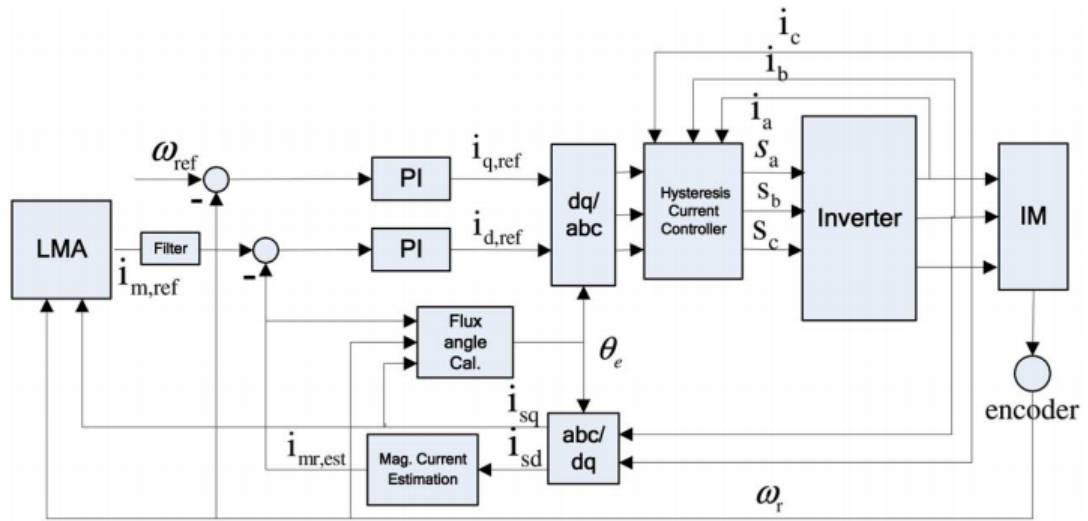 i_c
i_b
i_a
ω_ref
-
PI
i_q,ref
dq/
abc
Hysteresis
Current
Controller
s_a
s_b
s_c
Inverter
IM
LMA
i_m,ref
Filter
-
PI
i_d,ref
Flux
angle
Cal.
θ_e
encoder
i_sq
i_sd
abc/
dq
i_mr,est
Mag. Current
Estimation
ω_r